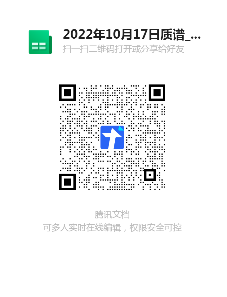 2022年10月17日质谱_...
扫一扫二维码打开或分享给好友
腾讯文档
可多人实时在线编辑，权限安全可控